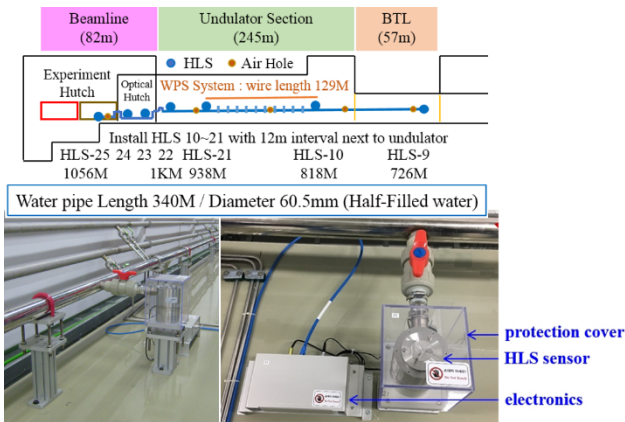 Beamline
(82m)
Undulator Section
(245m)
BTL
(57m)
HLS
Air Hole
Experiment
Hutch
Optical
Hutch
WPS System : wire length 129M
Install HLS 10~21 with 12m interval next to undulator
HLS-25 24 23 22 HLS-21 HLS-10 HLS-9
1056M 1KM 938M 818M 726M
Water pipe Length 340M / Diameter 60.5mm (Half-Filled water)
protection cover
HLS sensor
electronics